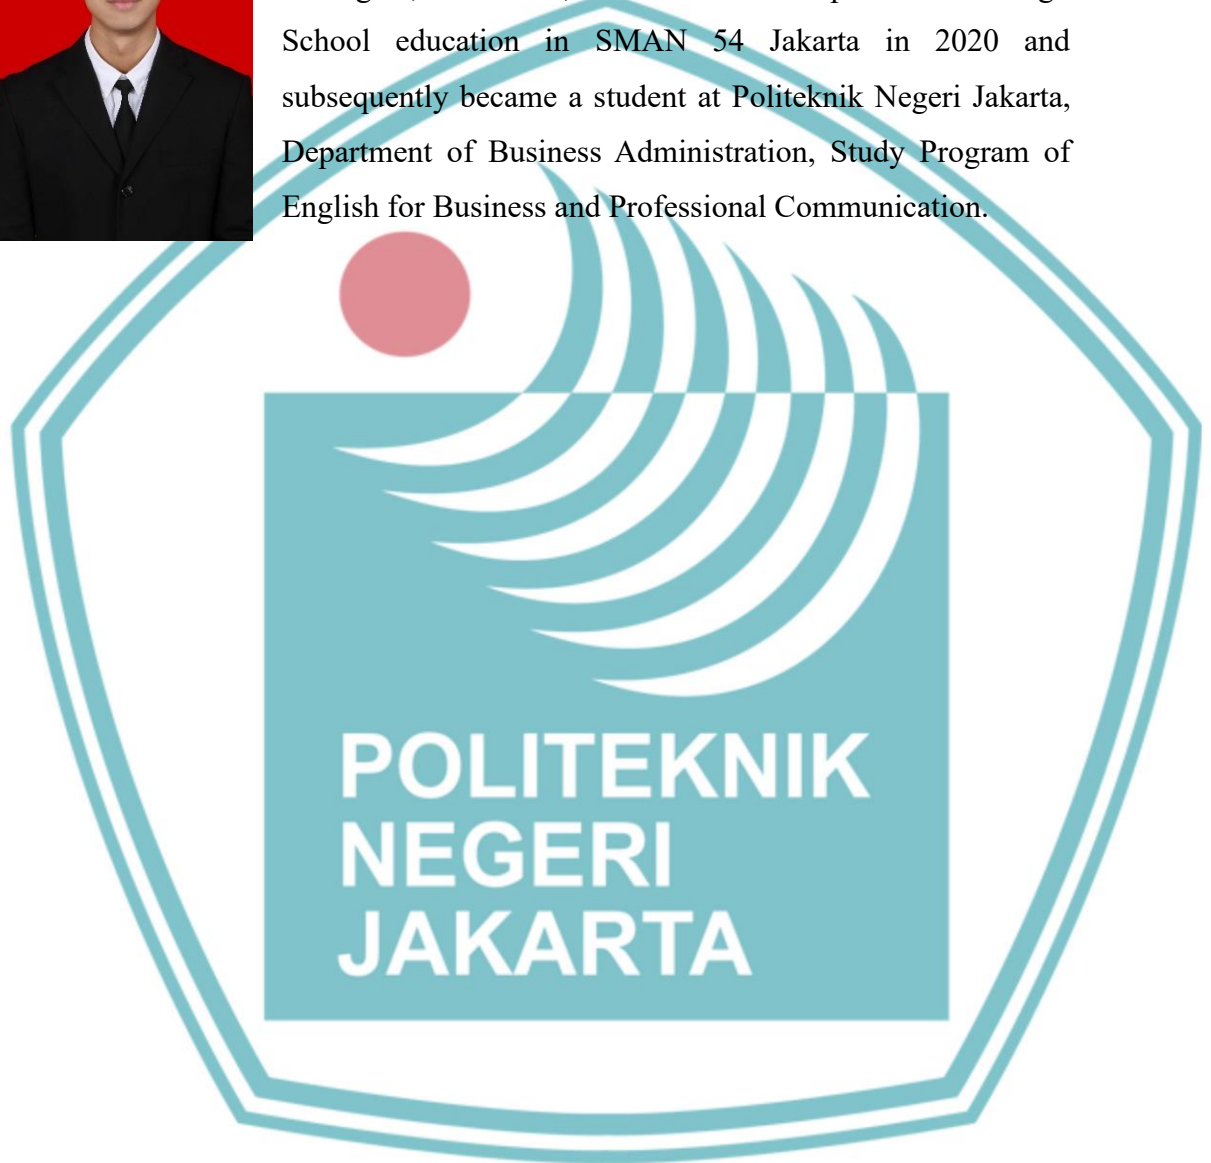 School education in SMAN 54 Jakarta in 2020 and
subsequently became a student at Politeknik Negeri Jakarta,
Department of Business Administration, Study Program of
English for Business and Professional Communication.
POLITEKNIK
NEGERI
JAKARTA